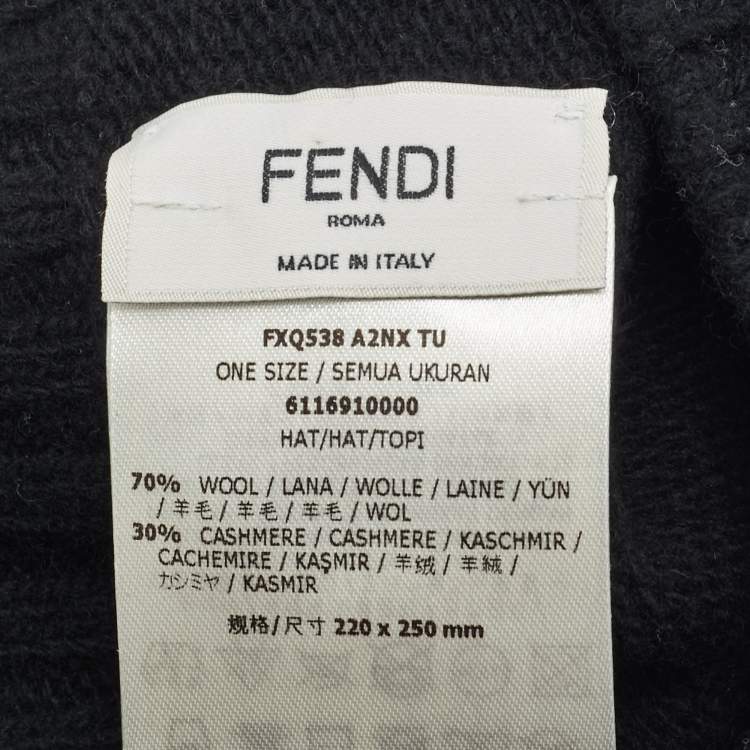 FENDI
ROMA
MADE IN ITALY
FXQ538 A2NX TU
ONE SIZE / SEMUA UKURAN
6116910000
HAT/HAT/TOPI
70% WOOL / LANA / WOLLE / LAINE / YÜN
/ 羊毛 / 羊毛 / 羊毛 / WOL
30% CASHMERE / CASHMERE / KASCHMIR /
CACHEMIRE / KAŞMIR / 羊绒 / 羊絨 /
カシミヤ / KASMIR
规格/尺寸 220 x 250 mm